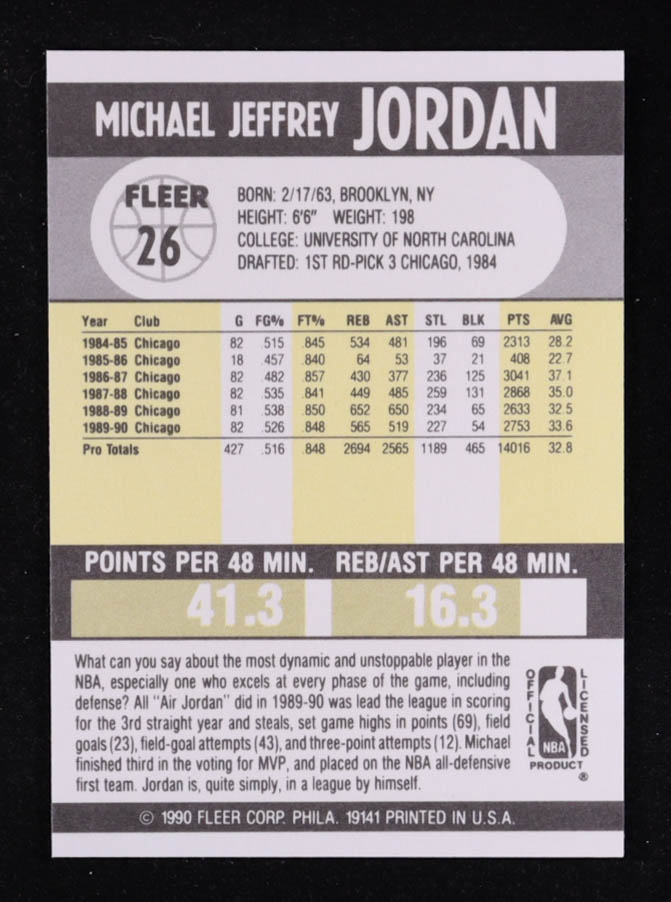 MICHAEL JEFFREY JORDAN
FLEER
26
BORN: 2/17/63, BROOKLYN, NY
HEIGHT: 6'6" WEIGHT: 198
COLLEGE: UNIVERSITY OF NORTH CAROLINA
DRAFTED: 1ST RD-PICK 3 CHICAGO, 1984
Year Club G FG% FT% REB AST STL BLK PTS AVG
1984-85 Chicago 82 .515 .845 534 481 196 69 2313 28.2
1985-86 Chicago 18 .457 .840 64 53 37 21 408 22.7
1986-87 Chicago 82 .482 .857 430 377 236 125 3041 37.1
1987-88 Chicago 82 .535 .841 449 485 259 131 2868 35.0
1988-89 Chicago 81 .538 .850 652 650 234 65 2633 32.5
1989-90 Chicago 82 .526 .848 565 519 227 54 2753 33.6
Pro Totals 427 .516 .848 2694 2565 1189 465 14016 32.8
POINTS PER 48 MIN. REB/AST PER 48 MIN.
41.3 16.3
What can you say about the most dynamic and unstoppable player in the
NBA, especially one who excels at every phase of the game, including
defense? All "Air Jordan" did in 1989-90 was lead the league in scoring
for the 3rd straight year and steals, set game highs in points (69), field
goals (23), field-goal attempts (43), and three-point attempts (12). Michael
finished third in the voting for MVP, and placed on the NBA all-defensive
first team. Jordan is, quite simply, in a league by himself.
OFFICIAL
LICENSED
NBA
PRODUCT
®
© 1990 FLEER CORP. PHILA. 19141 PRINTED IN U.S.A.